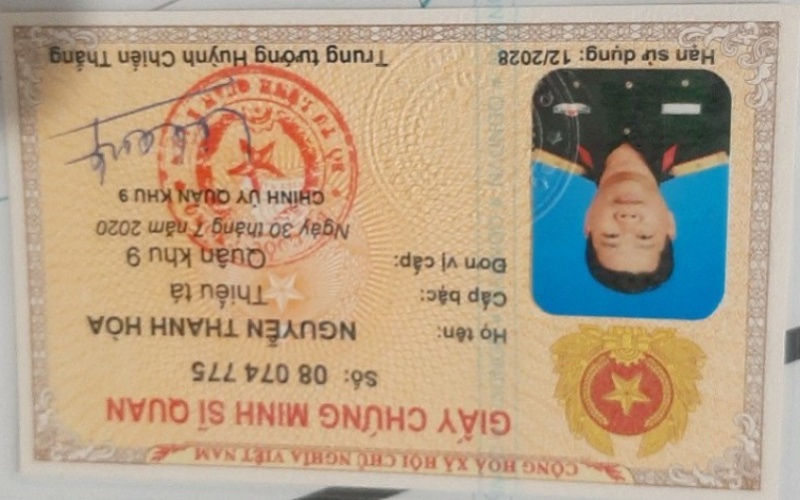 CỘNG HOÀ XÃ HỘI CHỦ NGHĨA VIỆT NAM
GIẤY CHỨNG MINH SĨ QUAN
Số: 08 074 775
Họ tên: NGUYỄN THANH HÒA
Cấp bậc: Thiếu tá
Đơn vị cấp: Quân khu 9
Ngày 30 tháng 7 năm 2020
CHÍNH ỦY QUÂN KHU 9
Hạn sử dụng: 12/2028
Trung tướng Huỳnh Chiến Thắng